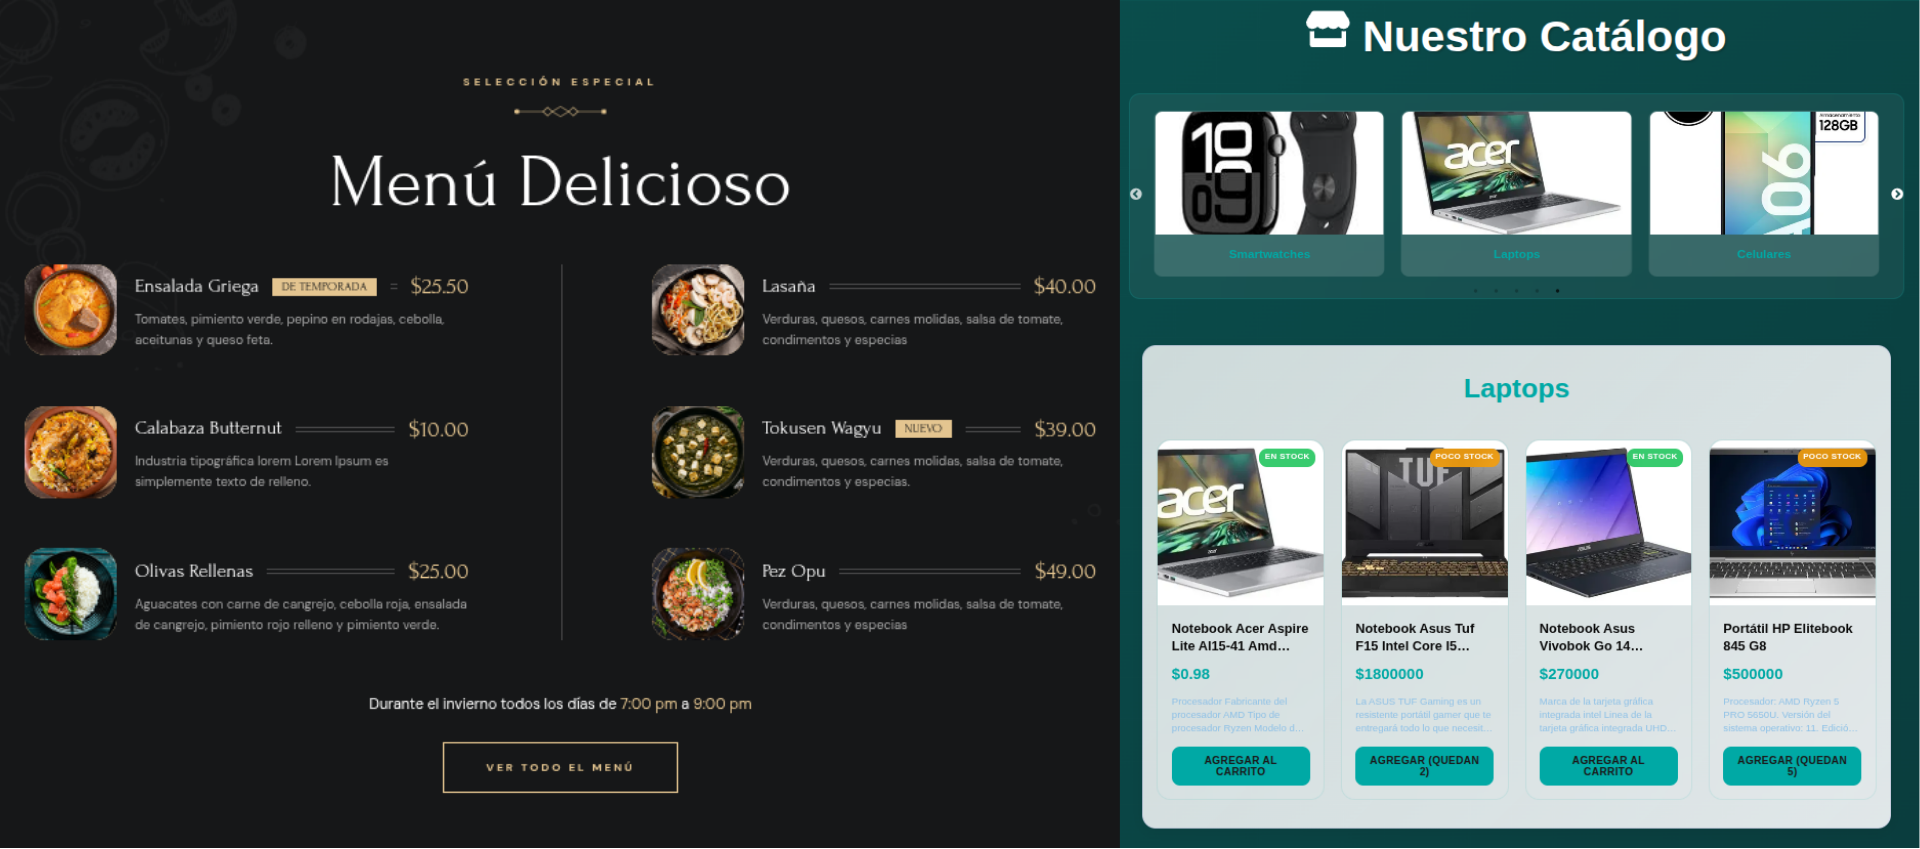 SELECCIÓN ESPECIAL
Menú Delicioso
Ensalada Griega DE TEMPORADA $25.50
Tomates, pimiento verde, pepino en rodajas, cebolla,
aceitunas y queso feta.
Calabaza Butternut $10.00
Industria tipográfica lorem Lorem Ipsum es
simplemente texto de relleno.
Olivas Rellenas $25.00
Aguacates con carne de cangrejo, cebolla roja, ensalada
de cangrejo, pimiento rojo relleno y pimiento verde.
Lasaña $40.00
Verduras, quesos, carnes molidas, salsa de tomate,
condimentos y especias
Tokusen Wagyu NUEVO $39.00
Verduras, quesos, carnes molidas, salsa de tomate,
condimentos y especias.
Pez Opu $49.00
Verduras, quesos, carnes molidas, salsa de tomate,
condimentos y especias
Durante el invierno todos los días de 7:00 pm a 9:00 pm
VER TODO EL MENÚ
Nuestro Catálogo
10
09
acer
128GB
A06
Smartwatches
Laptops
Celulares
Laptops
EN STOCK
acer
Notebook Acer Aspire
Lite Al15-41 Amd...
$0.98
Procesador Fabricante del
procesador AMD Tipo de
procesador Ryzen Modelo d...
AGREGAR AL
CARRITO
POCO STOCK
TUF
Notebook Asus Tuf
F15 Intel Core I5...
$1800000
La ASUS TUF Gaming es un
resistente portátil gamer que te
entregará todo lo que necesit...
AGREGAR (QUEDAN
2)
EN STOCK
Notebook Asus
Vivobok Go 14...
$270000
Marca de la tarjeta gráfica
integrada intel Línea de la
tarjeta gráfica integrada UHD...
AGREGAR AL
CARRITO
POCO STOCK
Portátil HP Elitebook
845 G8
$500000
Procesador: AMD Ryzen 5
PRO 5650U. Versión del
sistema operativo: 11. Edició...
AGREGAR (QUEDAN
5)